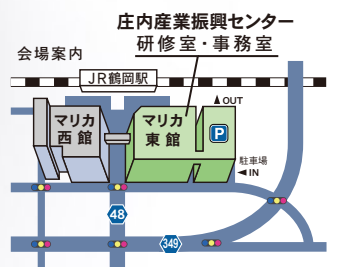 庄内産業振興センター
研修室・事務室
会場案内
JR鶴岡駅
マリカ
西館
マリカ
東館
▲OUT
P
駐車場
◀IN
48
349